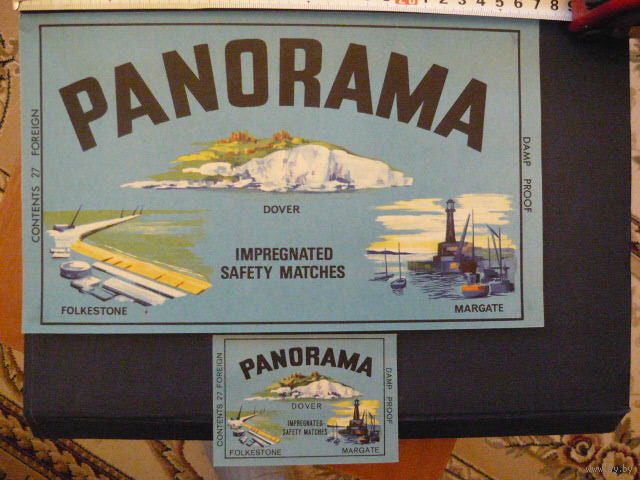 PANORAMA
CONTENTS 27 FOREIGN
DAMP PROOF
DOVER
IMPREGNATED
SAFETY MATCHES
FOLKESTONE
MARGATE
PANORAMA
CONTENTS 27 FOREIGN
DAMP PROOF
DOVER
IMPREGNATED
SAFETY MATCHES
FOLKESTONE
MARGATE